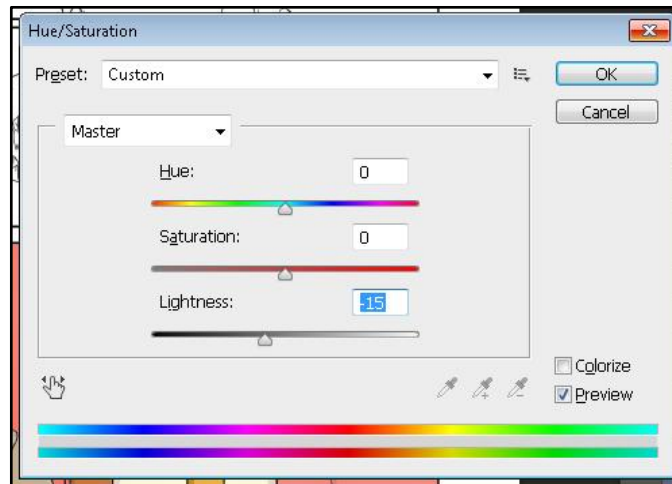 Hue/Saturation
Preset: Custom
OK
Cancel
Master
Hue: 0
Saturation: 0
Lightness: -15
Colorize
Preview